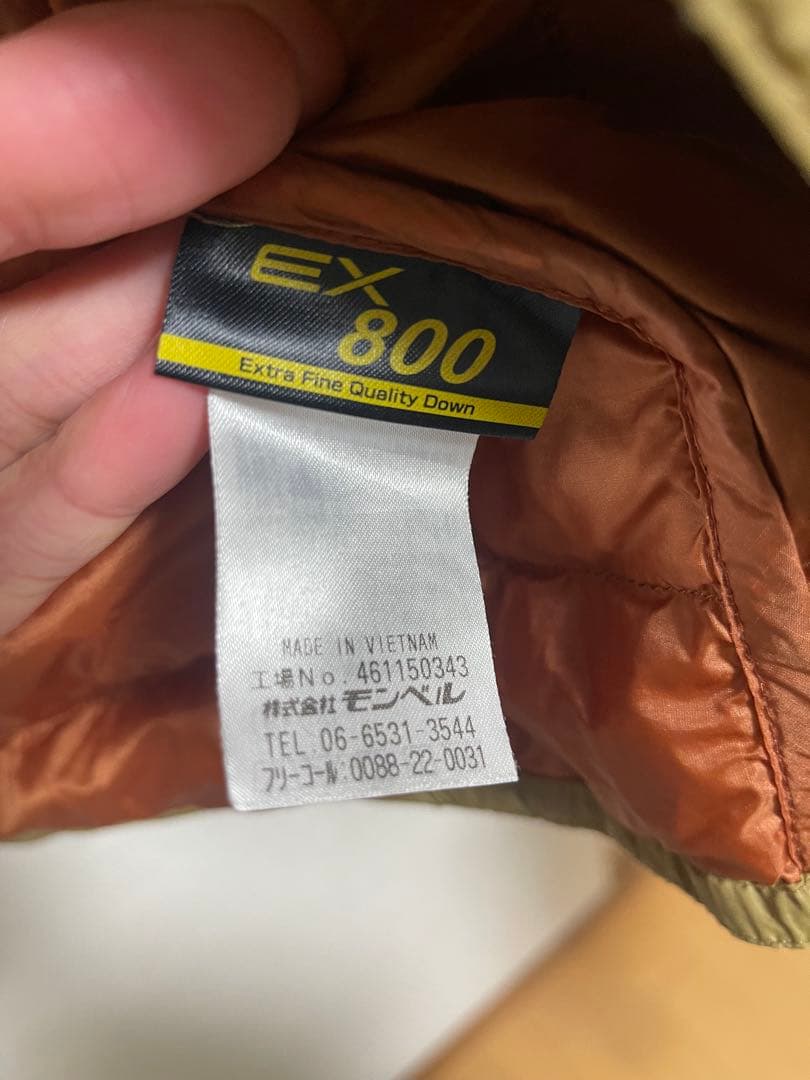 EX
800
Extra Fine Quality Down
MADE IN VIETNAM
工場No.461150343
株式会社モンベル
TEL.06-6531-3544
フリーコール:0088-22-0031